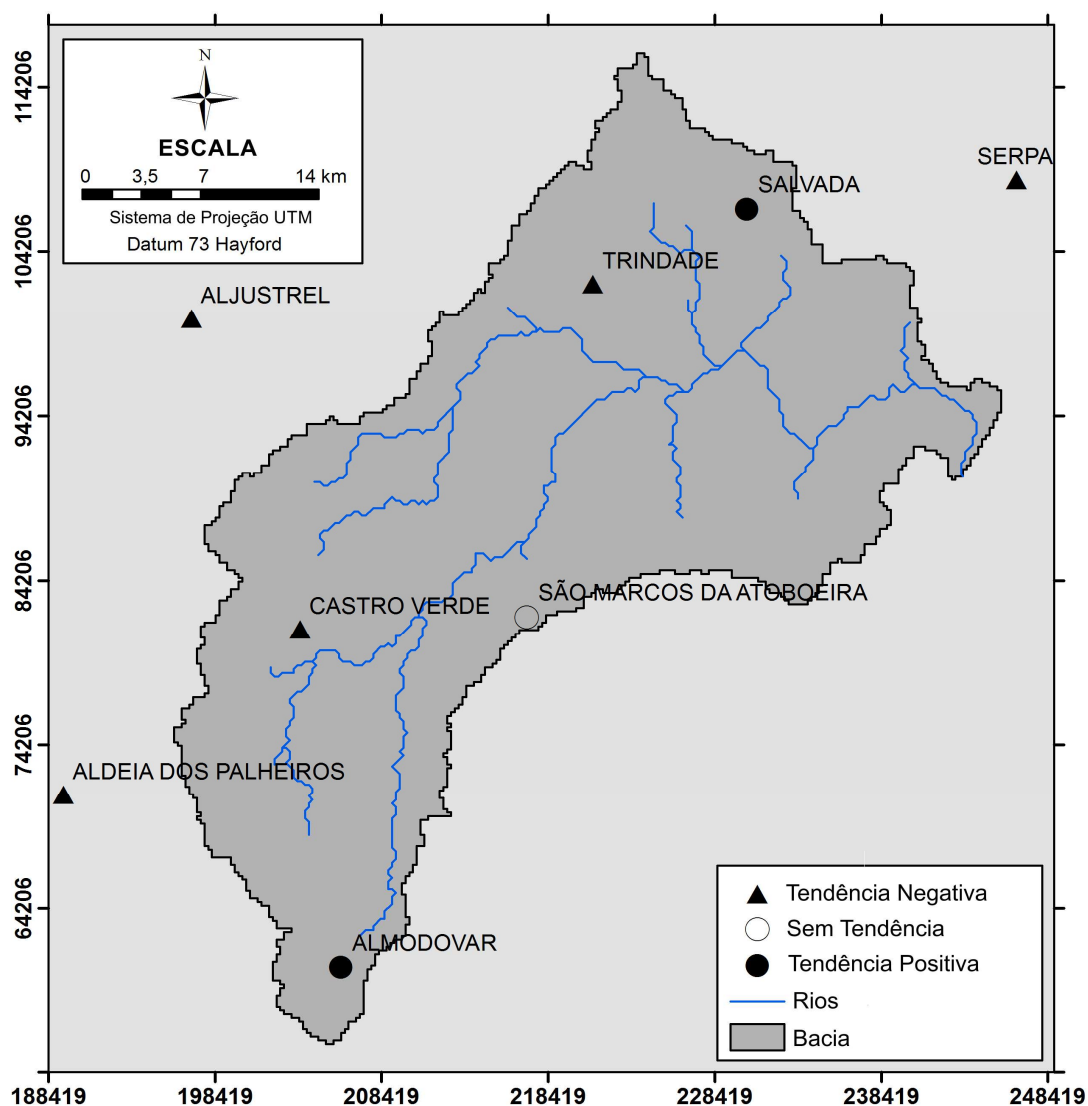 N
ESCALA
0 3,5 7 14 km
Sistema de Projeção UTM
Datum 73 Hayford
SERPA
SALVADA
TRINDADE
ALJUSTREL
SÃO MARCOS DA ATOBOEIRA
CASTRO VERDE
ALDEIA DOS PALHEIROS
ALMODOVAR
Tendência Negativa
Sem Tendência
Tendência Positiva
Rios
Bacia
114206
104206
94206
84206
74206
64206
188419 198419 208419 218419 228419 238419 248419